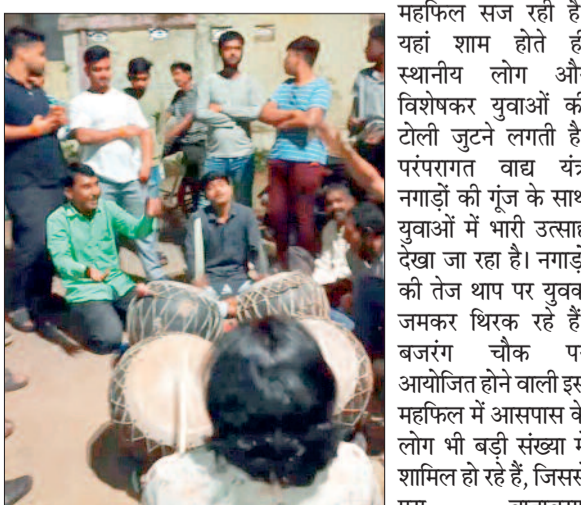 महफिल सज रही है
यहां शाम होते ही
स्थानीय लोग और
विशेषकर युवाओं की
टोली जुटने लगती है
परंपरागत वाद्य यंत्र
नगाड़ों की गूंज के साथ
युवाओं में भारी उत्साह
देखा जा रहा है। नगाड़ों
की तेज थाप पर युवक
जमकर थिरक रहे हैं
बजरंग चौक पर
आयोजित होने वाली इस
महफिल में आसपास के
लोग भी बड़ी संख्या में
शामिल हो रहे हैं, जिससे